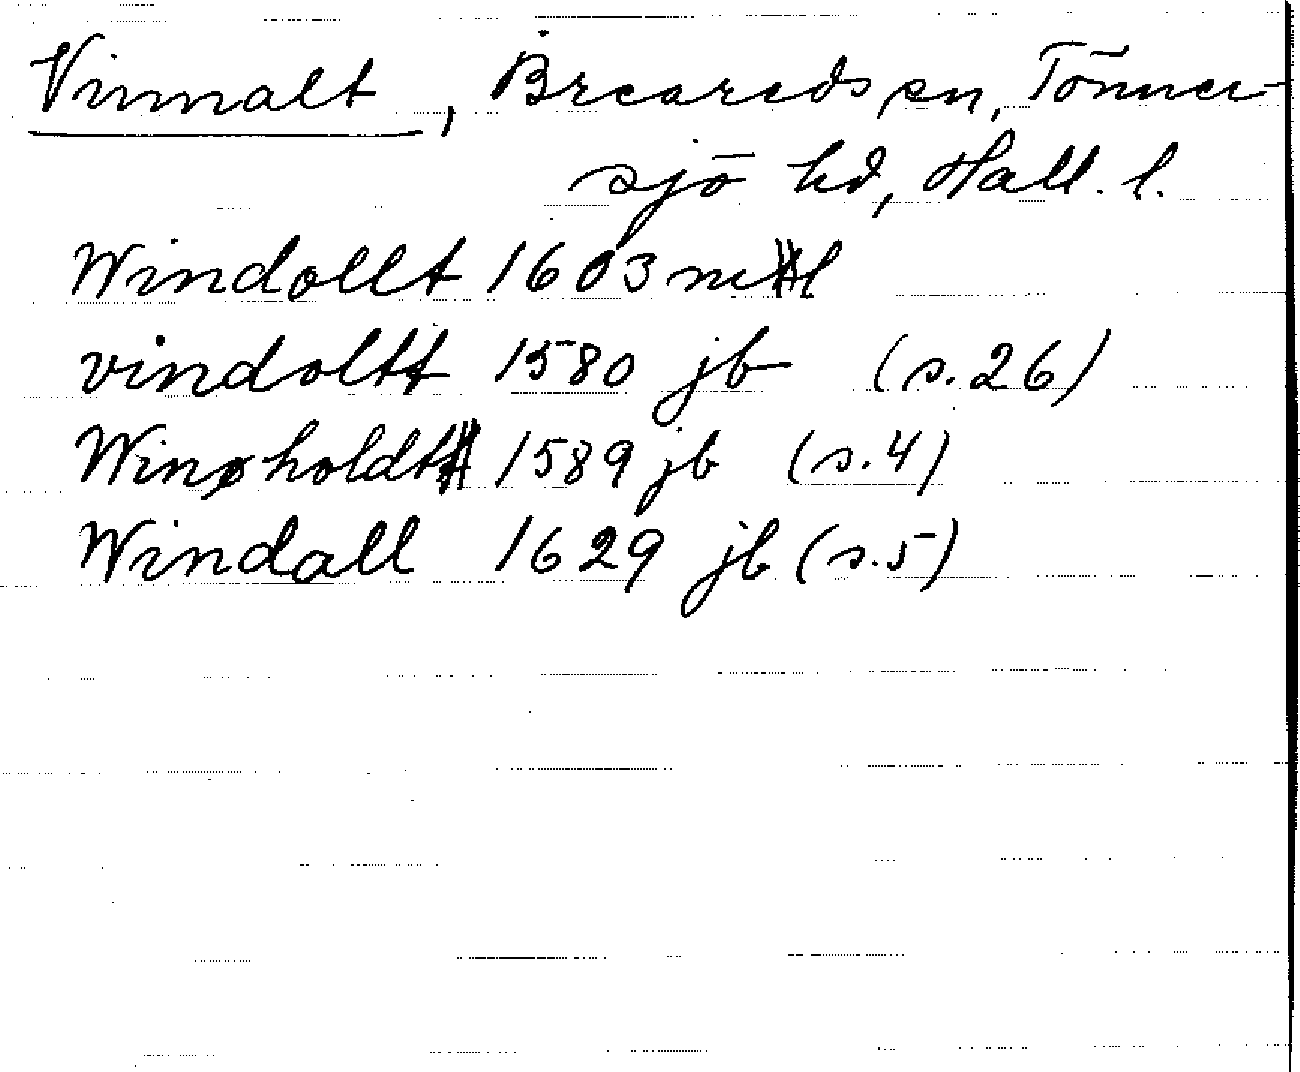 Vinnalt, Breareds sn, Tönner-
sjö hd, Hall. l.
Windollt 1603 mtl
vindoltt 1580 jb (s. 26)
Winholdt 1589 jb (s. 4)
Windall 1629 jb (s. 5)